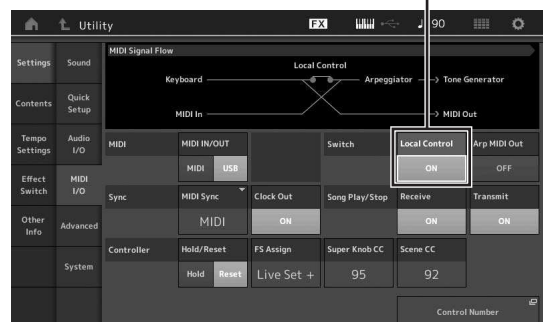 Utility FX 90
Settings Sound MIDI Signal Flow
Local Control
Keyboard Arpeggiator Tone Generator
Contents Quick Setup
MIDI In MIDI Out
Tempo Settings Audio I/O MIDI MIDI IN/OUT Switch Local Control Arp MIDI Out
MIDI USB ON OFF
Effect Switch MIDI I/O
Sync MIDI Sync Clock Out Song Play/Stop Receive Transmit
Other Info Advanced MIDI ON ON ON
Controller Hold/Reset FS Assign Super Knob CC Scene CC
System Hold Reset Live Set + 95 92
Control Number